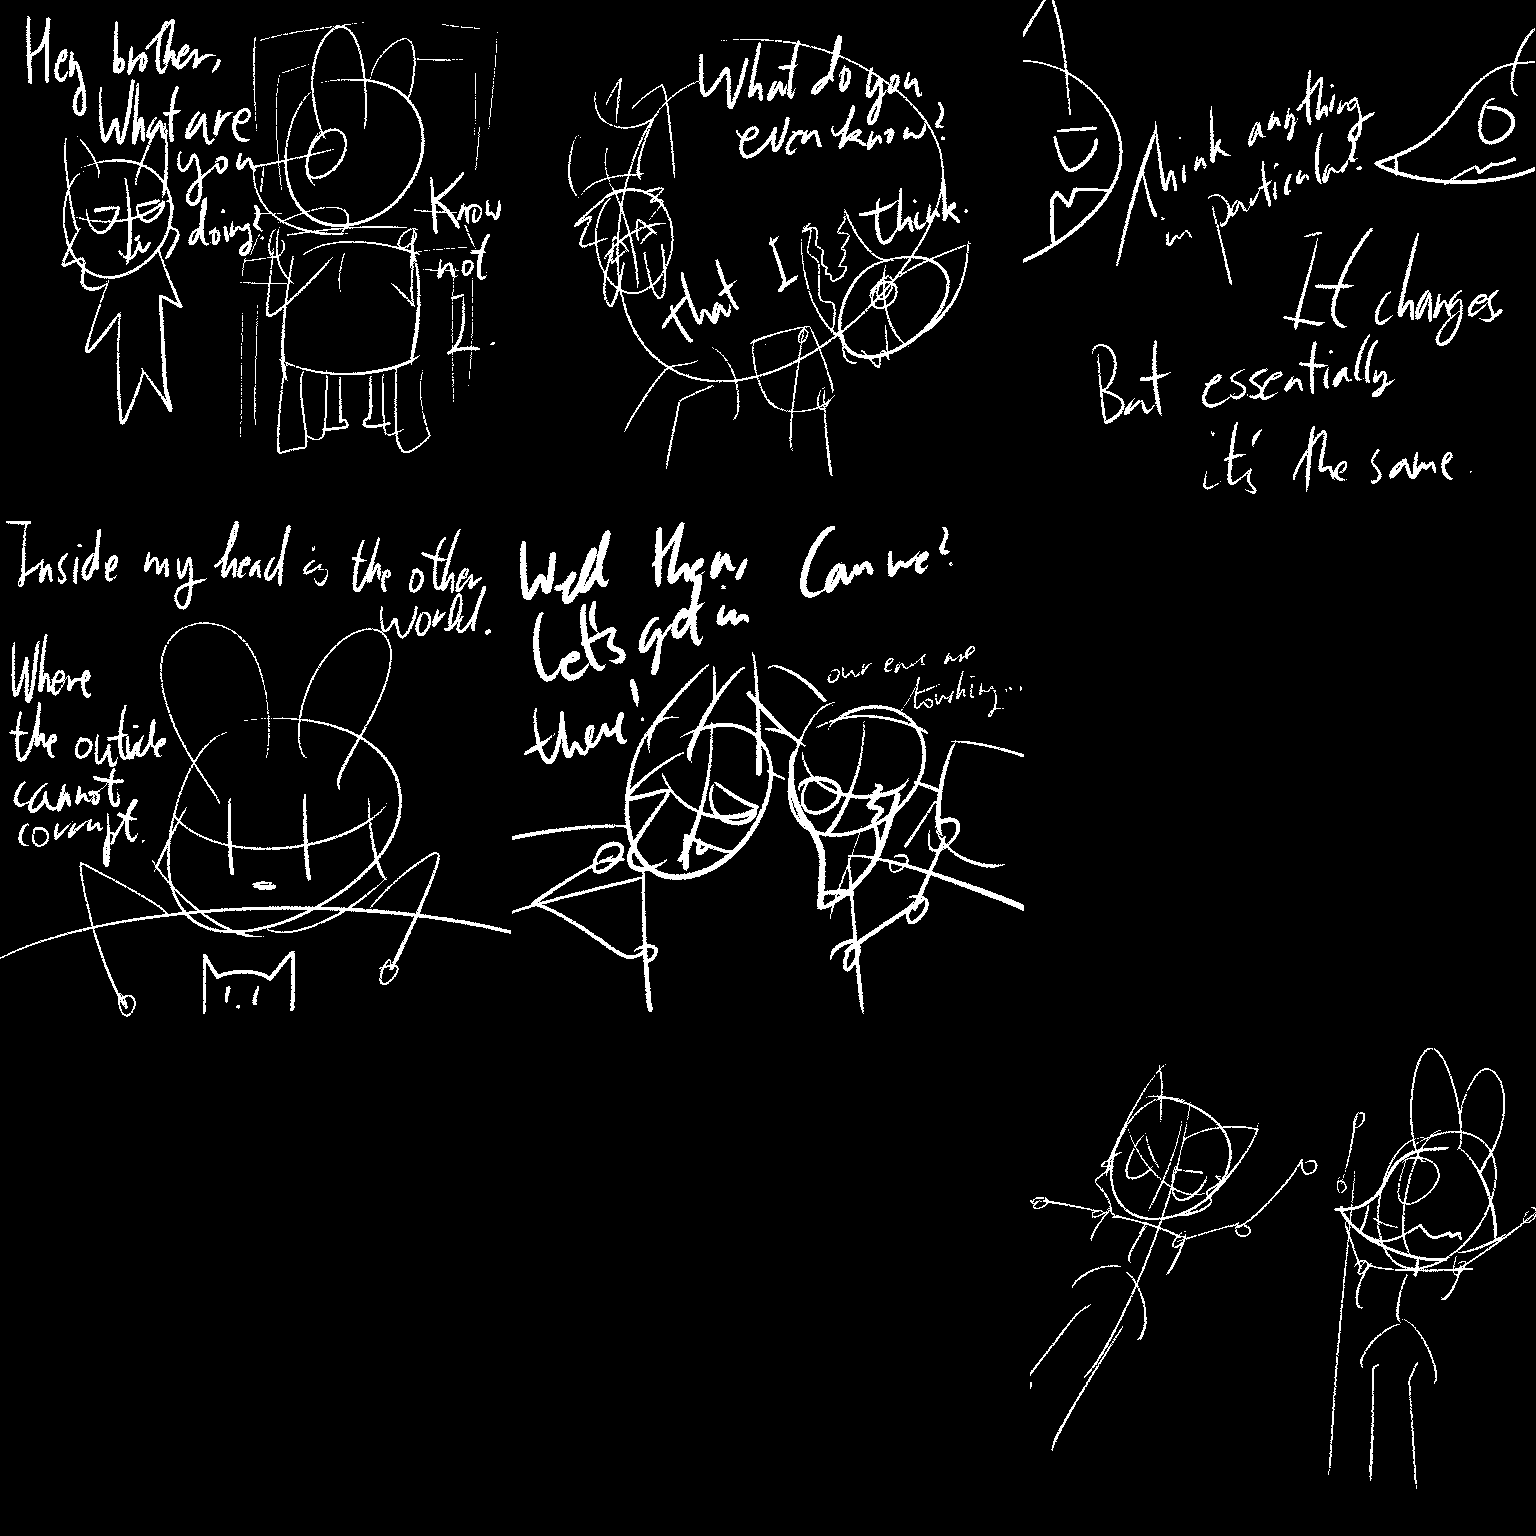 Hey brother,
What are
you
doing?
Know
not
I.
What do you
even know?
that I think.
Think anything
in particular?
It changes
But essentially
it's the same.
Inside my head is the other
world.
Where
the outside
cannot
corrupt.
Well then,
Let's get in
there!
Can we?
our ears are
touching...